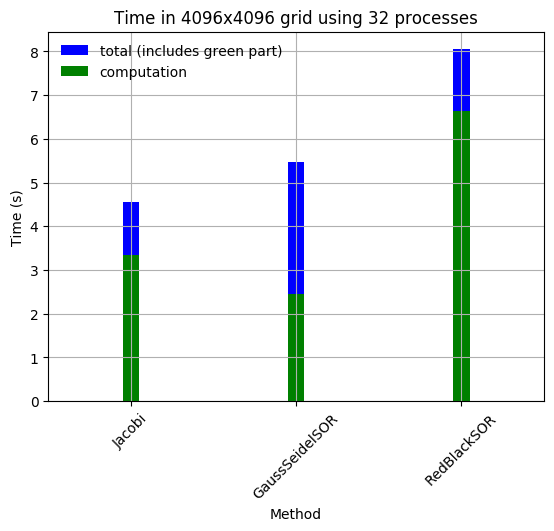 Time in 4096x4096 grid using 32 processes
total (includes green part)
computation
Time (s)
8
7
6
5
4
3
2
1
0
Jacobi
GaussSeidelSOR
RedBlackSOR
Method